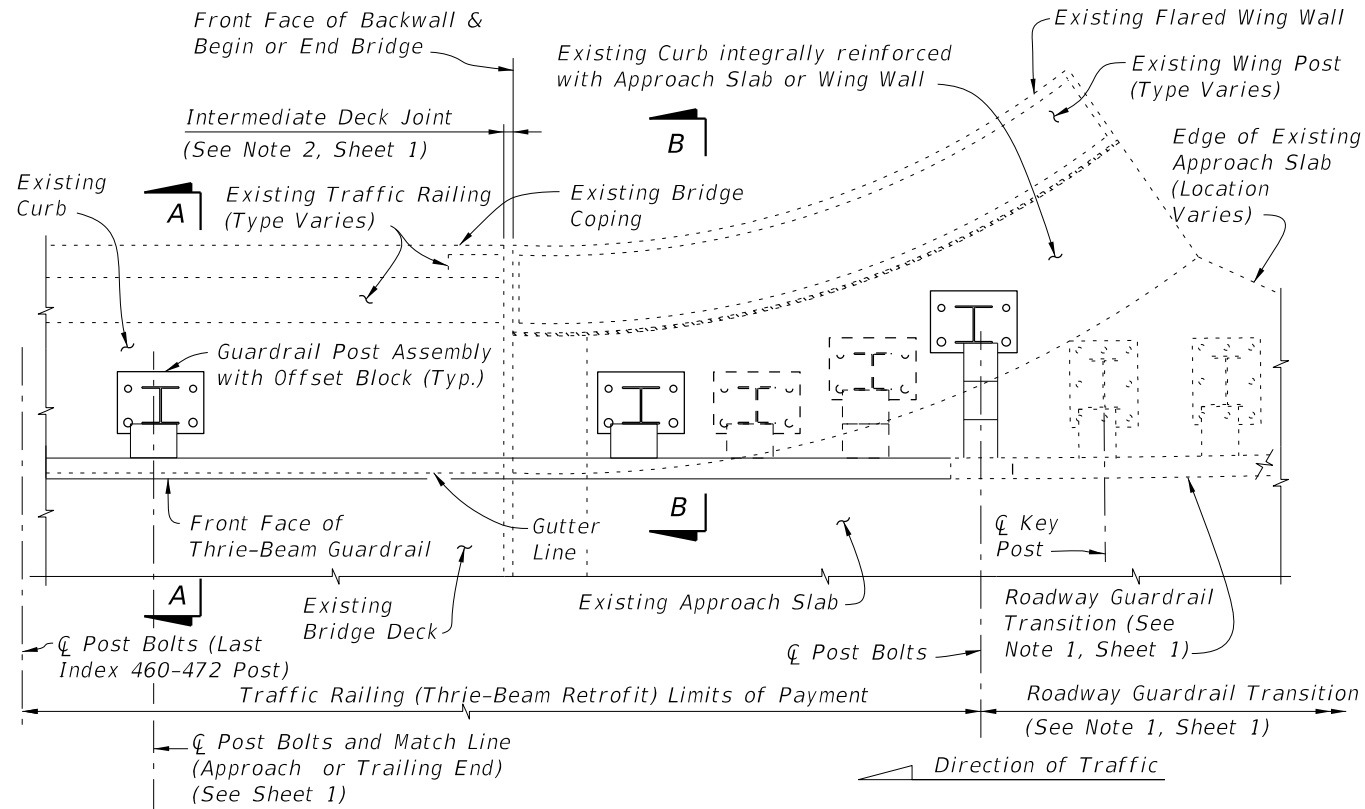 Front Face of Backwall &
Begin or End Bridge
Existing Curb integrally reinforced
with Approach Slab or Wing Wall
Existing Flared Wing Wall
Existing Wing Post
(Type Varies)
Intermediate Deck Joint
(See Note 2, Sheet 1)
B
Edge of Existing
Approach Slab
(Location
Varies)
Existing
Curb
A
Existing Traffic Railing
(Type Varies)
Existing Bridge
Coping
Guardrail Post Assembly
with Offset Block (Typ.)
Front Face of
Thrie-Beam Guardrail
Gutter
Line
B
℄ Key
Post
A
Existing
Bridge Deck
Existing Approach Slab
Roadway Guardrail
Transition (See
Note 1, Sheet 1)
℄ Post Bolts (Last
Index 460-472 Post)
℄ Post Bolts
Traffic Railing (Thrie-Beam Retrofit) Limits of Payment
Roadway Guardrail Transition
(See Note 1, Sheet 1)
℄ Post Bolts and Match Line
(Approach or Trailing End)
(See Sheet 1)
Direction of Traffic